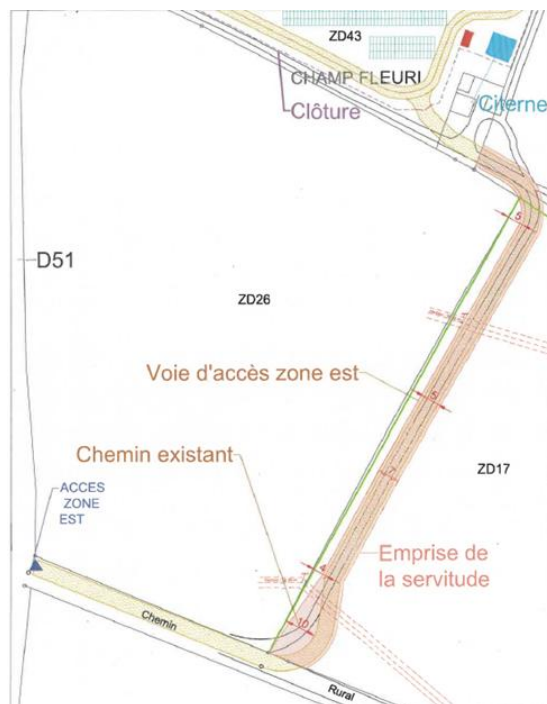 ZD43
CHAMP FLEURI
Clôture
Citerne
5
D51
ZD26
Voie d'accès zone est
5
ZD17
Chemin existant
7
ACCES
ZONE
EST
4
Emprise de
la servitude
10
Chemin
Rural